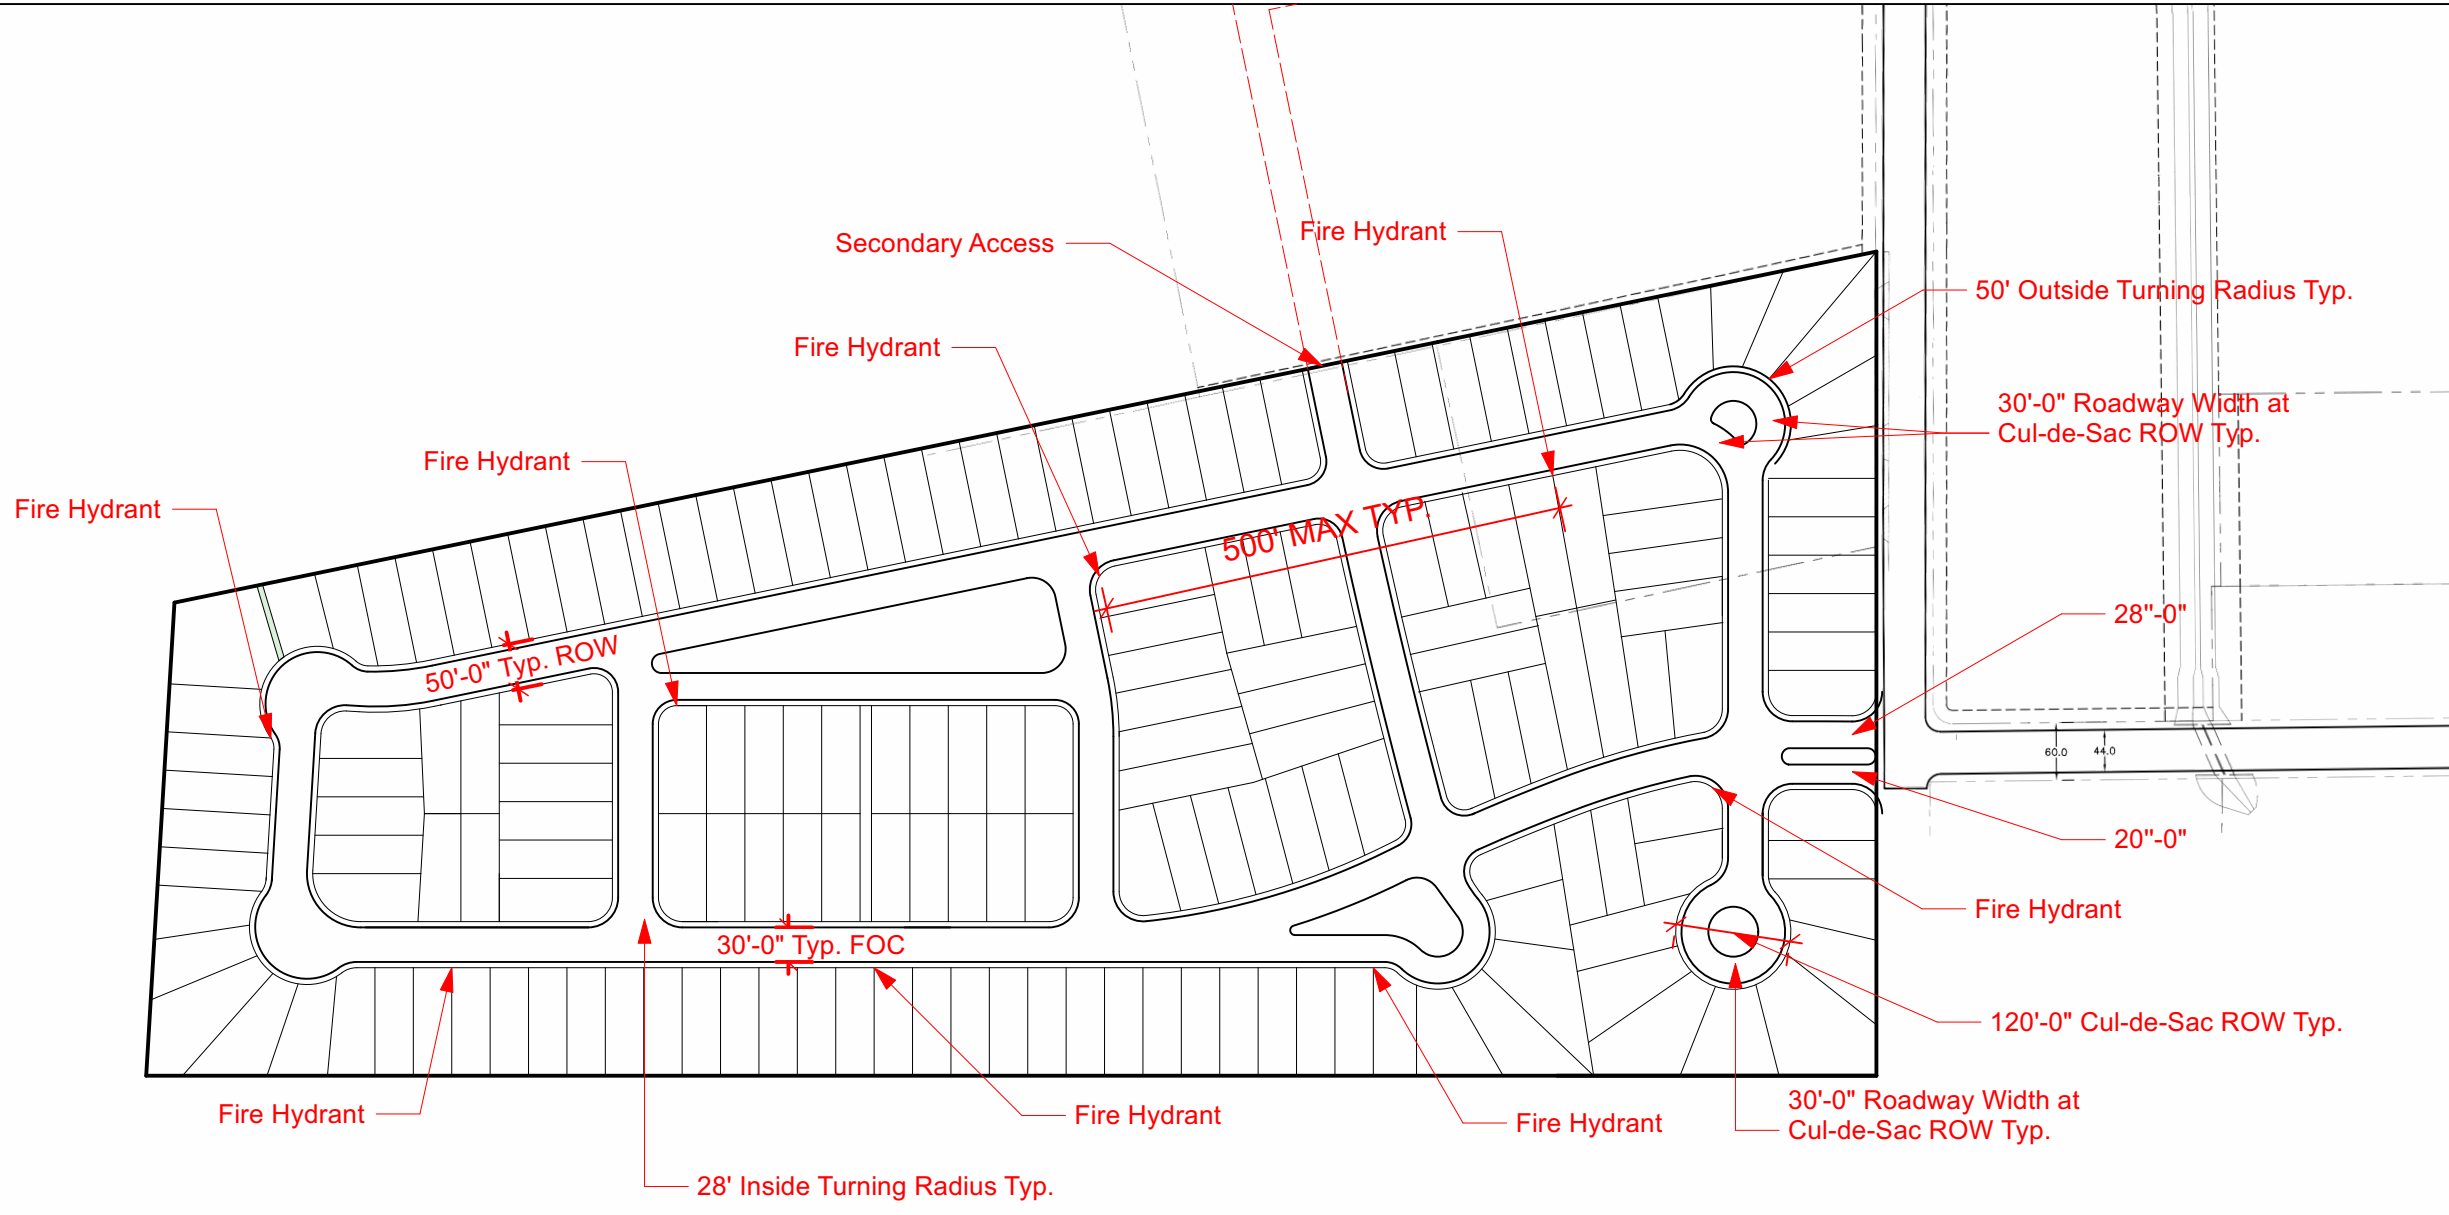 Secondary Access
Fire Hydrant
50' Outside Turning Radius Typ.
Fire Hydrant
30'-0" Roadway Width at
Cul-de-Sac ROW Typ.
Fire Hydrant
Fire Hydrant
500' MAX TYP.
28"-0"
50'-0" Typ. ROW
60.0
44.0
20"-0"
Fire Hydrant
30'-0" Typ. FOC
120'-0" Cul-de-Sac ROW Typ.
Fire Hydrant
Fire Hydrant
Fire Hydrant
30'-0" Roadway Width at
Cul-de-Sac ROW Typ.
28' Inside Turning Radius Typ.